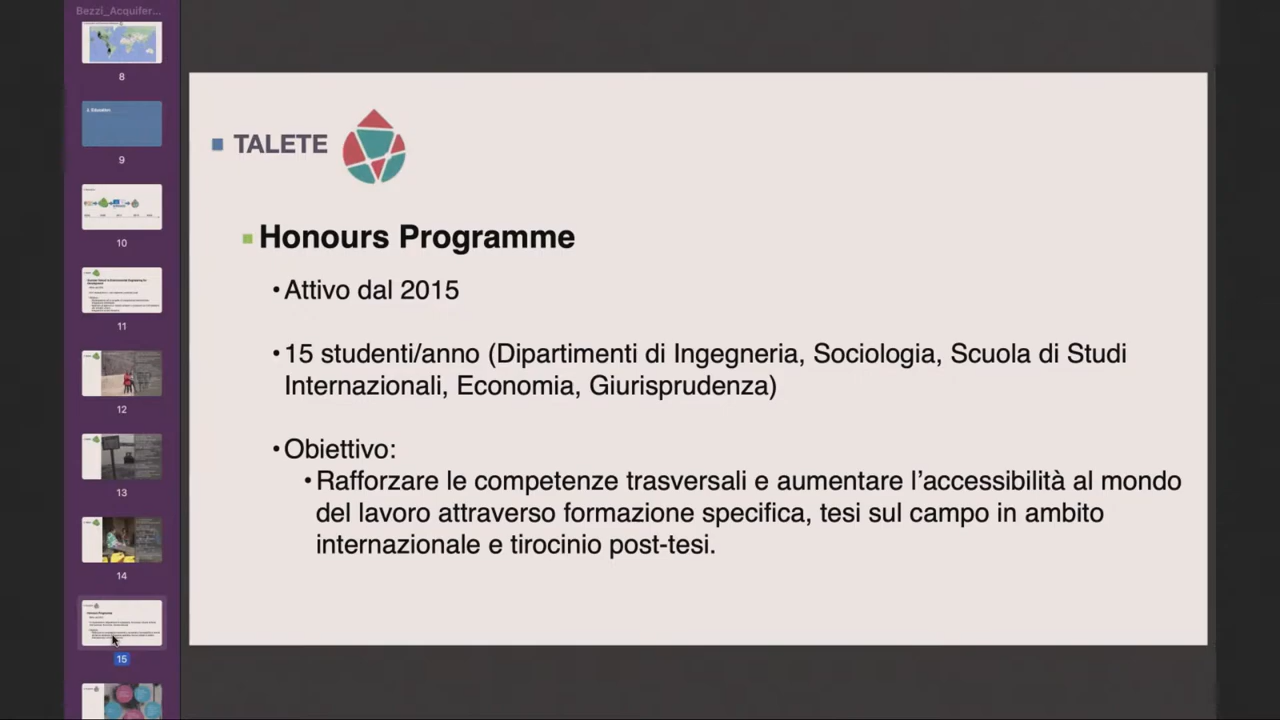 Bezzi_Acquifer...
8
9
10
11
12
13
14
15
TALETE
Honours Programme
• Attivo dal 2015
• 15 studenti/anno (Dipartimenti di Ingegneria, Sociologia, Scuola di Studi
Internazionali, Economia, Giurisprudenza)
• Obiettivo:
• Rafforzare le competenze trasversali e aumentare l’accessibilità al mondo
del lavoro attraverso formazione specifica, tesi sul campo in ambito
internazionale e tirocinio post-tesi.